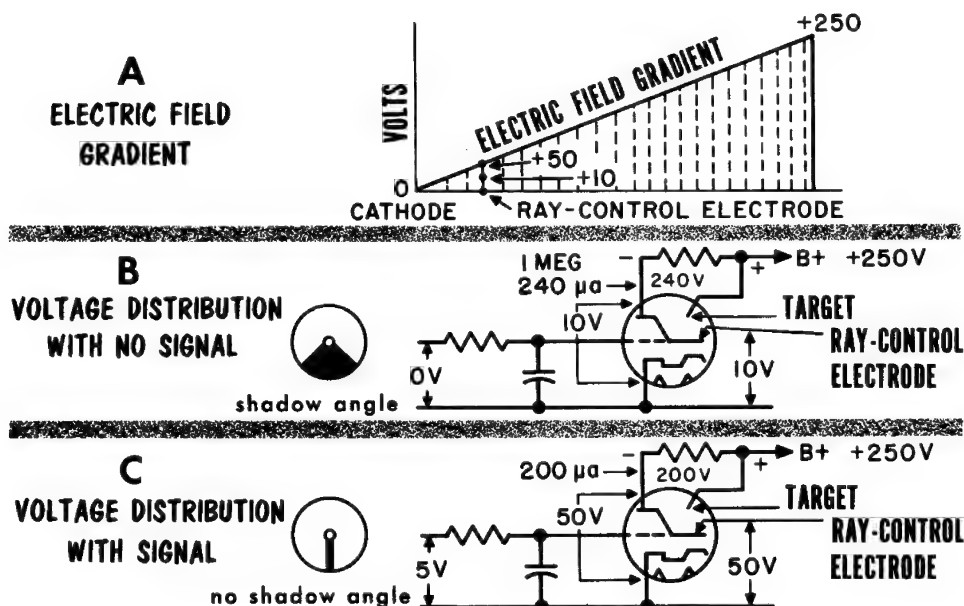 A
ELECTRIC FIELD
GRADIENT
VOLTS
ELECTRIC FIELD GRADIENT
+250
+50
+10
0
CATHODE
RAY-CONTROL ELECTRODE
B
VOLTAGE DISTRIBUTION
WITH NO SIGNAL
shadow angle
1 MEG
240 µa
–
240V
+
B+ +250V
TARGET
RAY-CONTROL
ELECTRODE
10V
0V
10V
C
VOLTAGE DISTRIBUTION
WITH SIGNAL
no shadow angle
200 µa
–
200V
+
B+ +250V
TARGET
RAY-CONTROL
ELECTRODE
50V
5V
50V